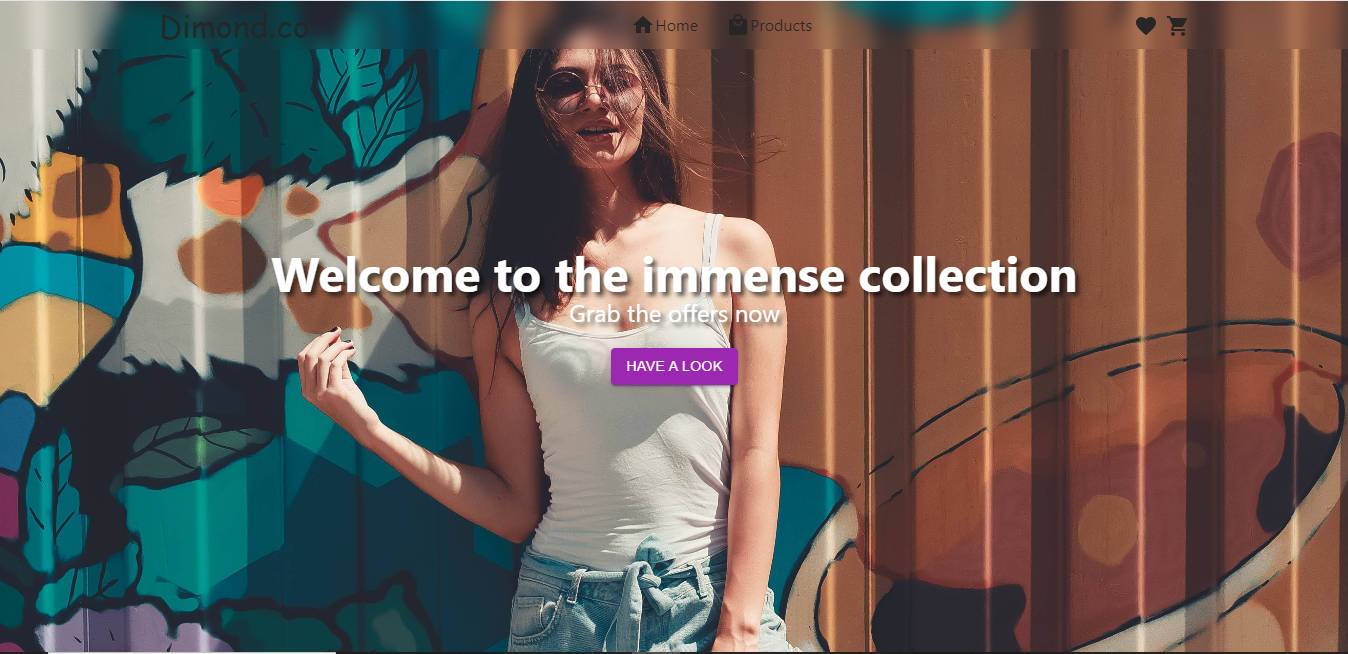 Dimond.co
Home
Products
Welcome to the immense collection
Grab the offers now
HAVE A LOOK